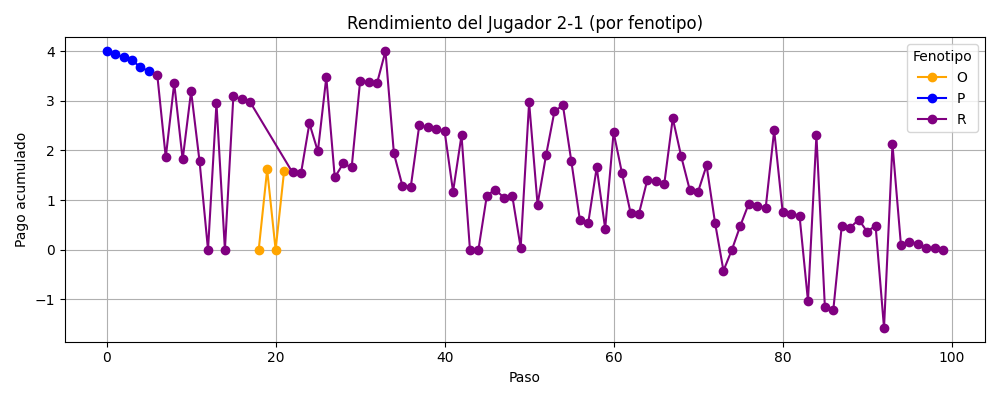 Rendimiento del Jugador 2-1 (por fenotipo)
Pago acumulado
4
3
2
1
0
−1
0
20
40
60
80
100
Paso
Fenotipo
O
P
R